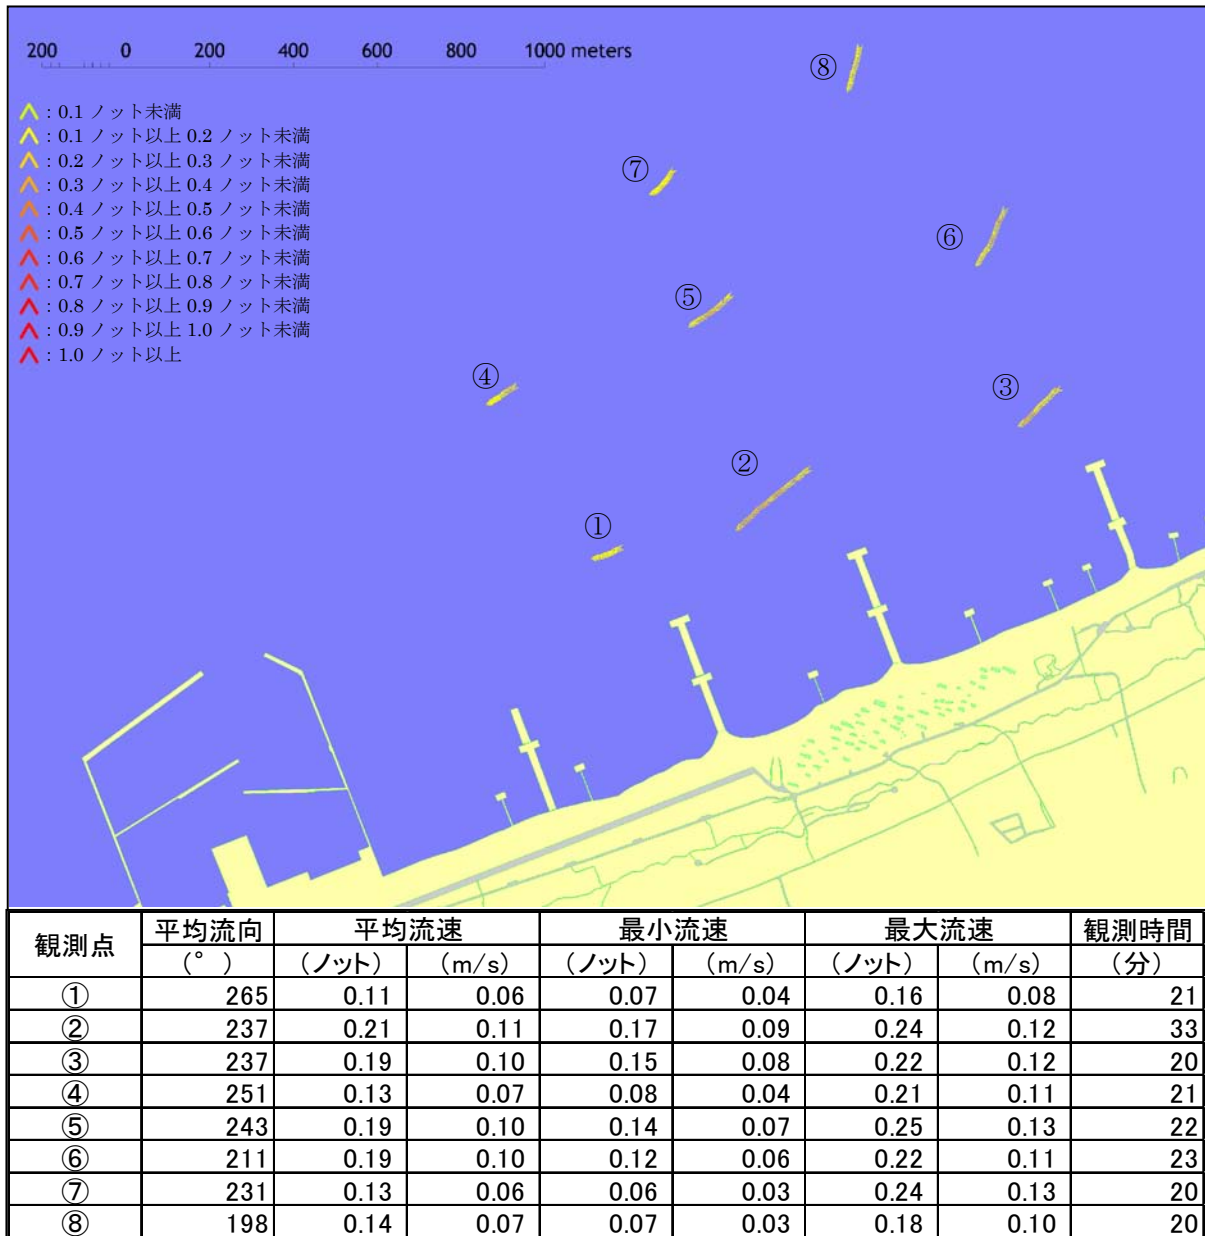 200 0 200 400 600 800 1000 meters
: 0.1 ノット未満
: 0.1 ノット以上 0.2 ノット未満
: 0.2 ノット以上 0.3 ノット未満
: 0.3 ノット以上 0.4 ノット未満
: 0.4 ノット以上 0.5 ノット未満
: 0.5 ノット以上 0.6 ノット未満
: 0.6 ノット以上 0.7 ノット未満
: 0.7 ノット以上 0.8 ノット未満
: 0.8 ノット以上 0.9 ノット未満
: 0.9 ノット以上 1.0 ノット未満
: 1.0 ノット以上
⑧
⑦
⑥
⑤
④
③
②
①
観測点 平均流向 平均流速 最小流速 最大流速 観測時間
(° ) (ノット) (m/s) (ノット) (m/s) (ノット) (m/s) (分)
① 265 0.11 0.06 0.07 0.04 0.16 0.08 21
② 237 0.21 0.11 0.17 0.09 0.24 0.12 33
③ 237 0.19 0.10 0.15 0.08 0.22 0.12 20
④ 251 0.13 0.07 0.08 0.04 0.21 0.11 21
⑤ 243 0.19 0.10 0.14 0.07 0.25 0.13 22
⑥ 211 0.19 0.10 0.12 0.06 0.22 0.11 23
⑦ 231 0.13 0.06 0.06 0.03 0.24 0.13 20
⑧ 198 0.14 0.07 0.07 0.03 0.18 0.10 20